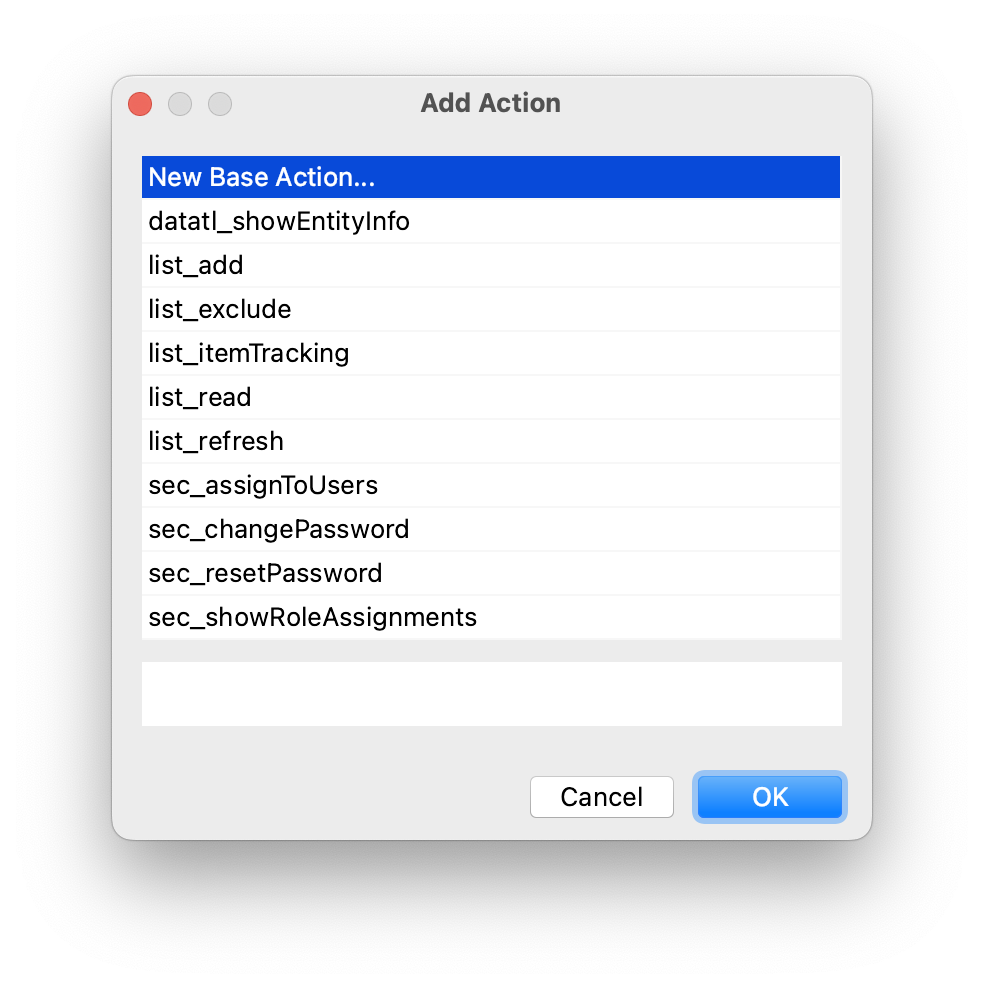 Add Action
New Base Action...
datatl_showEntityInfo
list_add
list_exclude
list_itemTracking
list_read
list_refresh
sec_assignToUsers
sec_changePassword
sec_resetPassword
sec_showRoleAssignments
Cancel
OK